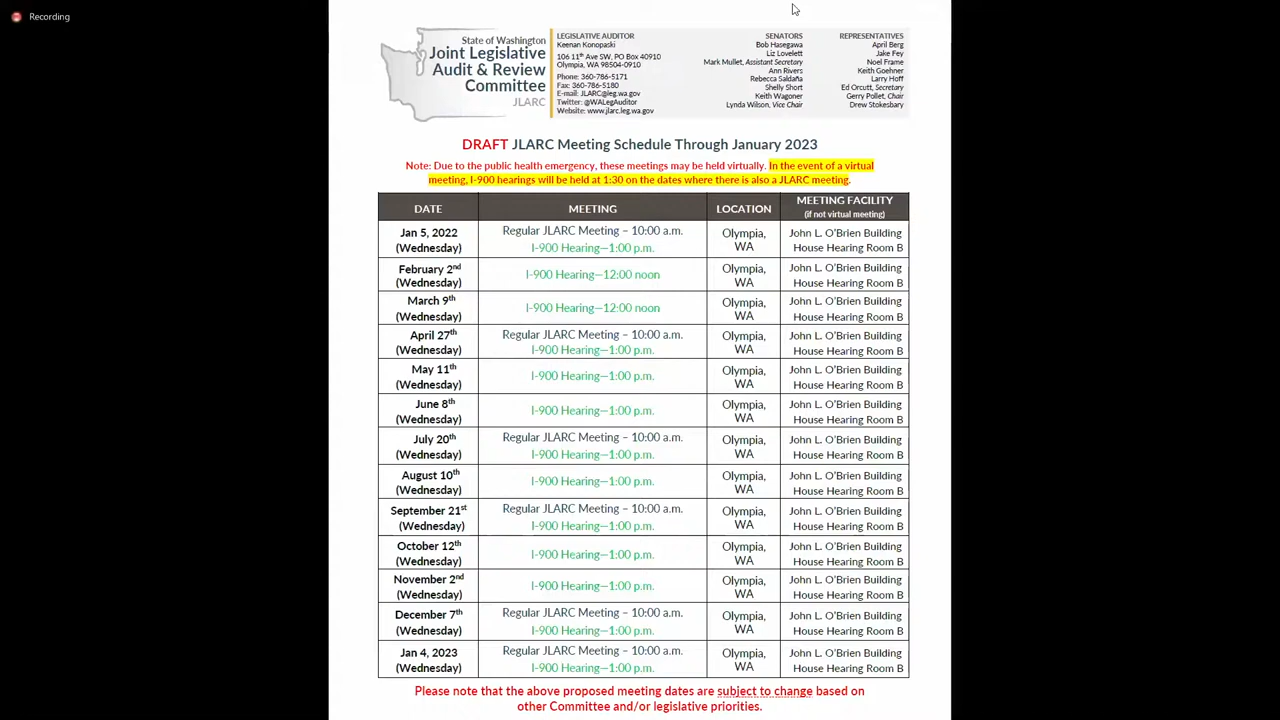 Recording
State of Washington
Joint Legislative
Audit & Review
Committee
JLARC
LEGISLATIVE AUDITOR
Keenan Konopaski
106 11th Ave SW, PO Box 40910
Olympia, WA 98504-0910
Phone: 360-786-5171
Fax: 360-786-5180
E-mail: JLARC@leg.wa.gov
Twitter: @WALegAuditor
Website: www.jlarc.leg.wa.gov
SENATORS
Bob Hasegawa
Liz Lovelett
Mark Mullet, Assistant Secretary
Ann Rivers
Rebecca Saldaña
Shelly Short
Keith Wagoner
Lynda Wilson, Vice Chair
REPRESENTATIVES
April Berg
Jake Fey
Noel Frame
Keith Goehner
Larry Hoff
Ed Orcutt, Secretary
Gerry Pollet, Chair
Drew Stokesbary
DRAFT JLARC Meeting Schedule Through January 2023
Note: Due to the public health emergency, these meetings may be held virtually. In the event of a virtual
meeting, I-900 hearings will be held at 1:30 on the dates where there is also a JLARC meeting.
DATE MEETING LOCATION MEETING FACILITY
(if not virtual meeting)
Jan 5, 2022 Regular JLARC Meeting – 10:00 a.m. Olympia, John L. O'Brien Building
(Wednesday) I-900 Hearing—1:00 p.m. WA House Hearing Room B
February 2nd I-900 Hearing—12:00 noon Olympia, John L. O'Brien Building
(Wednesday) WA House Hearing Room B
March 9th I-900 Hearing—12:00 noon Olympia, John L. O'Brien Building
(Wednesday) WA House Hearing Room B
April 27th Regular JLARC Meeting – 10:00 a.m. Olympia, John L. O'Brien Building
(Wednesday) I-900 Hearing—1:00 p.m. WA House Hearing Room B
May 11th I-900 Hearing—1:00 p.m. Olympia, John L. O'Brien Building
(Wednesday) WA House Hearing Room B
June 8th I-900 Hearing—1:00 p.m. Olympia, John L. O'Brien Building
(Wednesday) WA House Hearing Room B
July 20th Regular JLARC Meeting – 10:00 a.m. Olympia, John L. O'Brien Building
(Wednesday) I-900 Hearing—1:00 p.m. WA House Hearing Room B
August 10th I-900 Hearing—1:00 p.m. Olympia, John L. O'Brien Building
(Wednesday) WA House Hearing Room B
September 21st Regular JLARC Meeting – 10:00 a.m. Olympia, John L. O'Brien Building
(Wednesday) I-900 Hearing—1:00 p.m. WA House Hearing Room B
October 12th I-900 Hearing—1:00 p.m. Olympia, John L. O'Brien Building
(Wednesday) WA House Hearing Room B
November 2nd I-900 Hearing—1:00 p.m. Olympia, John L. O'Brien Building
(Wednesday) WA House Hearing Room B
December 7th Regular JLARC Meeting – 10:00 a.m. Olympia, John L. O'Brien Building
(Wednesday) I-900 Hearing—1:00 p.m. WA House Hearing Room B
Jan 4, 2023 Regular JLARC Meeting – 10:00 a.m. Olympia, John L. O'Brien Building
(Wednesday) I-900 Hearing—1:00 p.m. WA House Hearing Room B
Please note that the above proposed meeting dates are subject to change based on
other Committee and/or legislative priorities.